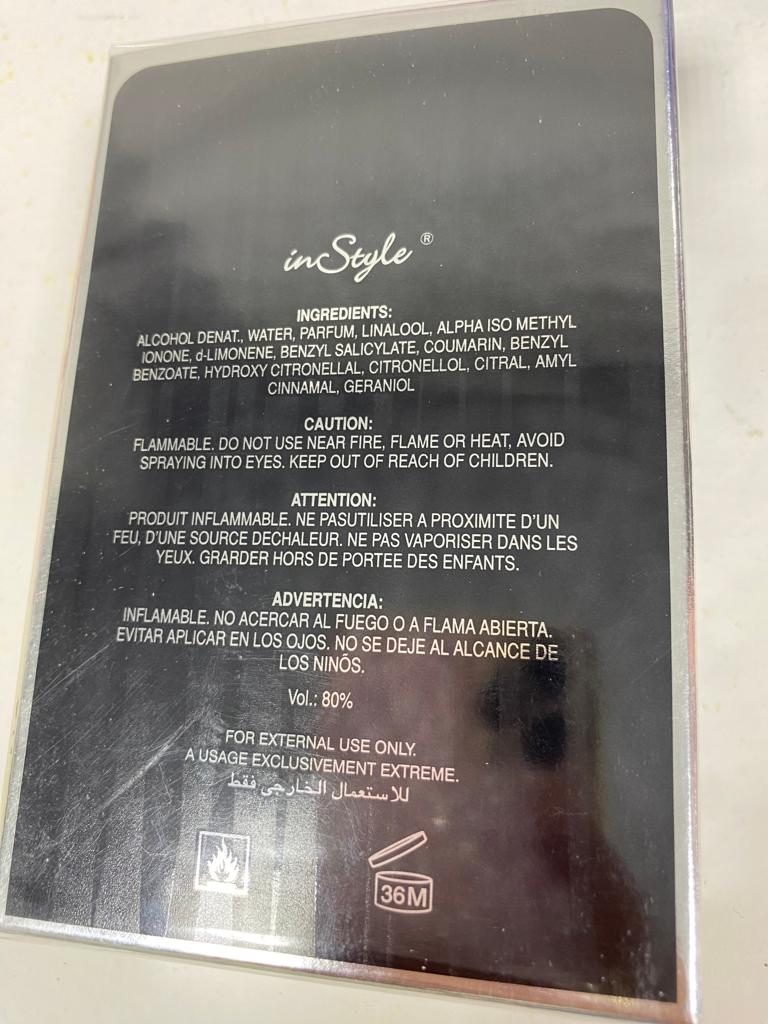 inStyle ®
INGREDIENTS:
ALCOHOL DENAT., WATER, PARFUM, LINALOOL, ALPHA ISO METHYL
IONONE, d-LIMONENE, BENZYL SALICYLATE, COUMARIN, BENZYL
BENZOATE, HYDROXY CITRONELLAL, CITRONELLOL, CITRAL, AMYL
CINNAMAL, GERANIOL
CAUTION:
FLAMMABLE. DO NOT USE NEAR FIRE, FLAME OR HEAT, AVOID
SPRAYING INTO EYES. KEEP OUT OF REACH OF CHILDREN.
ATTENTION:
PRODUIT INFLAMMABLE. NE PASUTILISER A PROXIMITE D'UN
FEU, D'UNE SOURCE DECHALEUR. NE PAS VAPORISER DANS LES
YEUX. GRARDER HORS DE PORTEE DES ENFANTS.
ADVERTENCIA:
INFLAMABLE. NO ACERCAR AL FUEGO O A FLAMA ABIERTA.
EVITAR APLICAR EN LOS OJOS. NO SE DEJE AL ALCANCE DE
LOS NINÕS.
Vol.: 80%
FOR EXTERNAL USE ONLY.
A USAGE EXCLUSIVEMENT EXTREME.
للاستعمال الخارجي فقط
36M